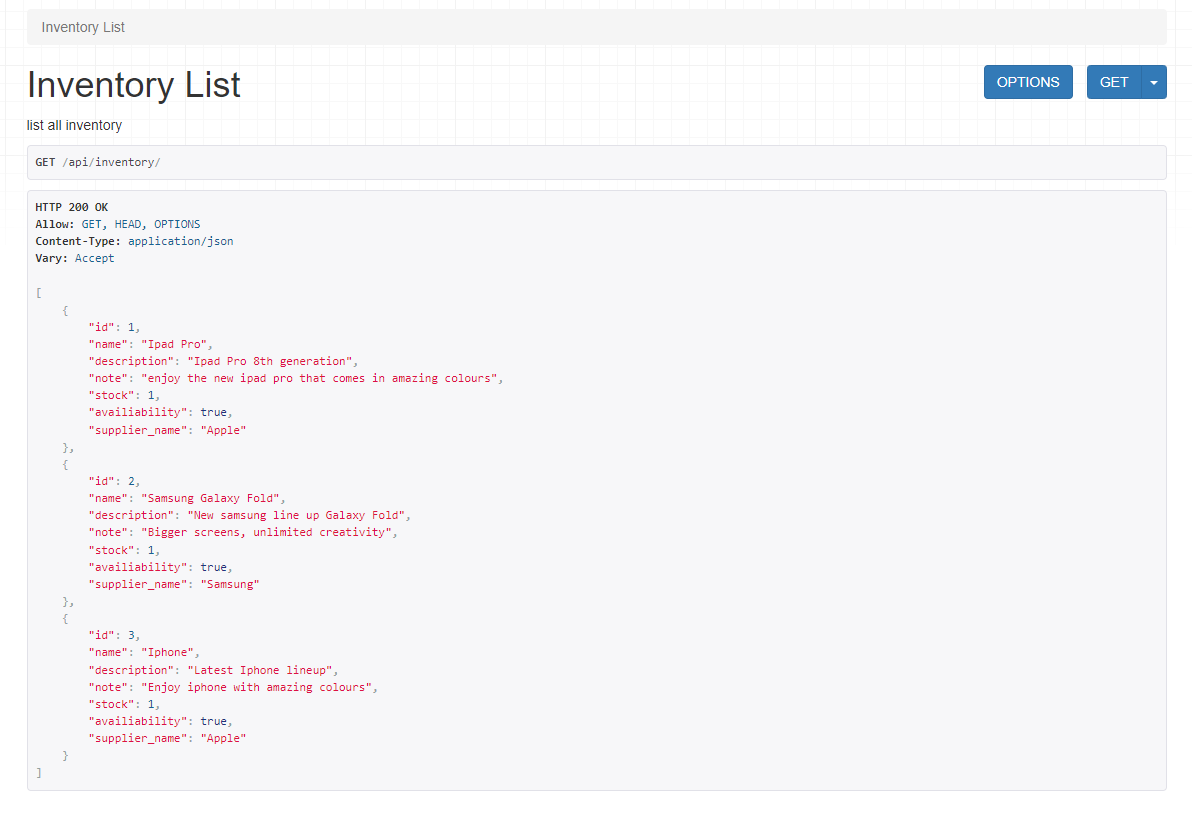 Inventory List
Inventory List
OPTIONS
GET
list all inventory
GET /api/inventory/
HTTP 200 OK
Allow: GET, HEAD, OPTIONS
Content-Type: application/json
Vary: Accept
[
    {
        "id": 1,
        "name": "Ipad Pro",
        "description": "Ipad Pro 8th generation",
        "note": "enjoy the new ipad pro that comes in amazing colours",
        "stock": 1,
        "availiability": true,
        "supplier_name": "Apple"
    },
    {
        "id": 2,
        "name": "Samsung Galaxy Fold",
        "description": "New samsung line up Galaxy Fold",
        "note": "Bigger screens, unlimited creativity",
        "stock": 1,
        "availiability": true,
        "supplier_name": "Samsung"
    },
    {
        "id": 3,
        "name": "Iphone",
        "description": "Latest Iphone lineup",
        "note": "Enjoy iphone with amazing colours",
        "stock": 1,
        "availiability": true,
        "supplier_name": "Apple"
    }
]